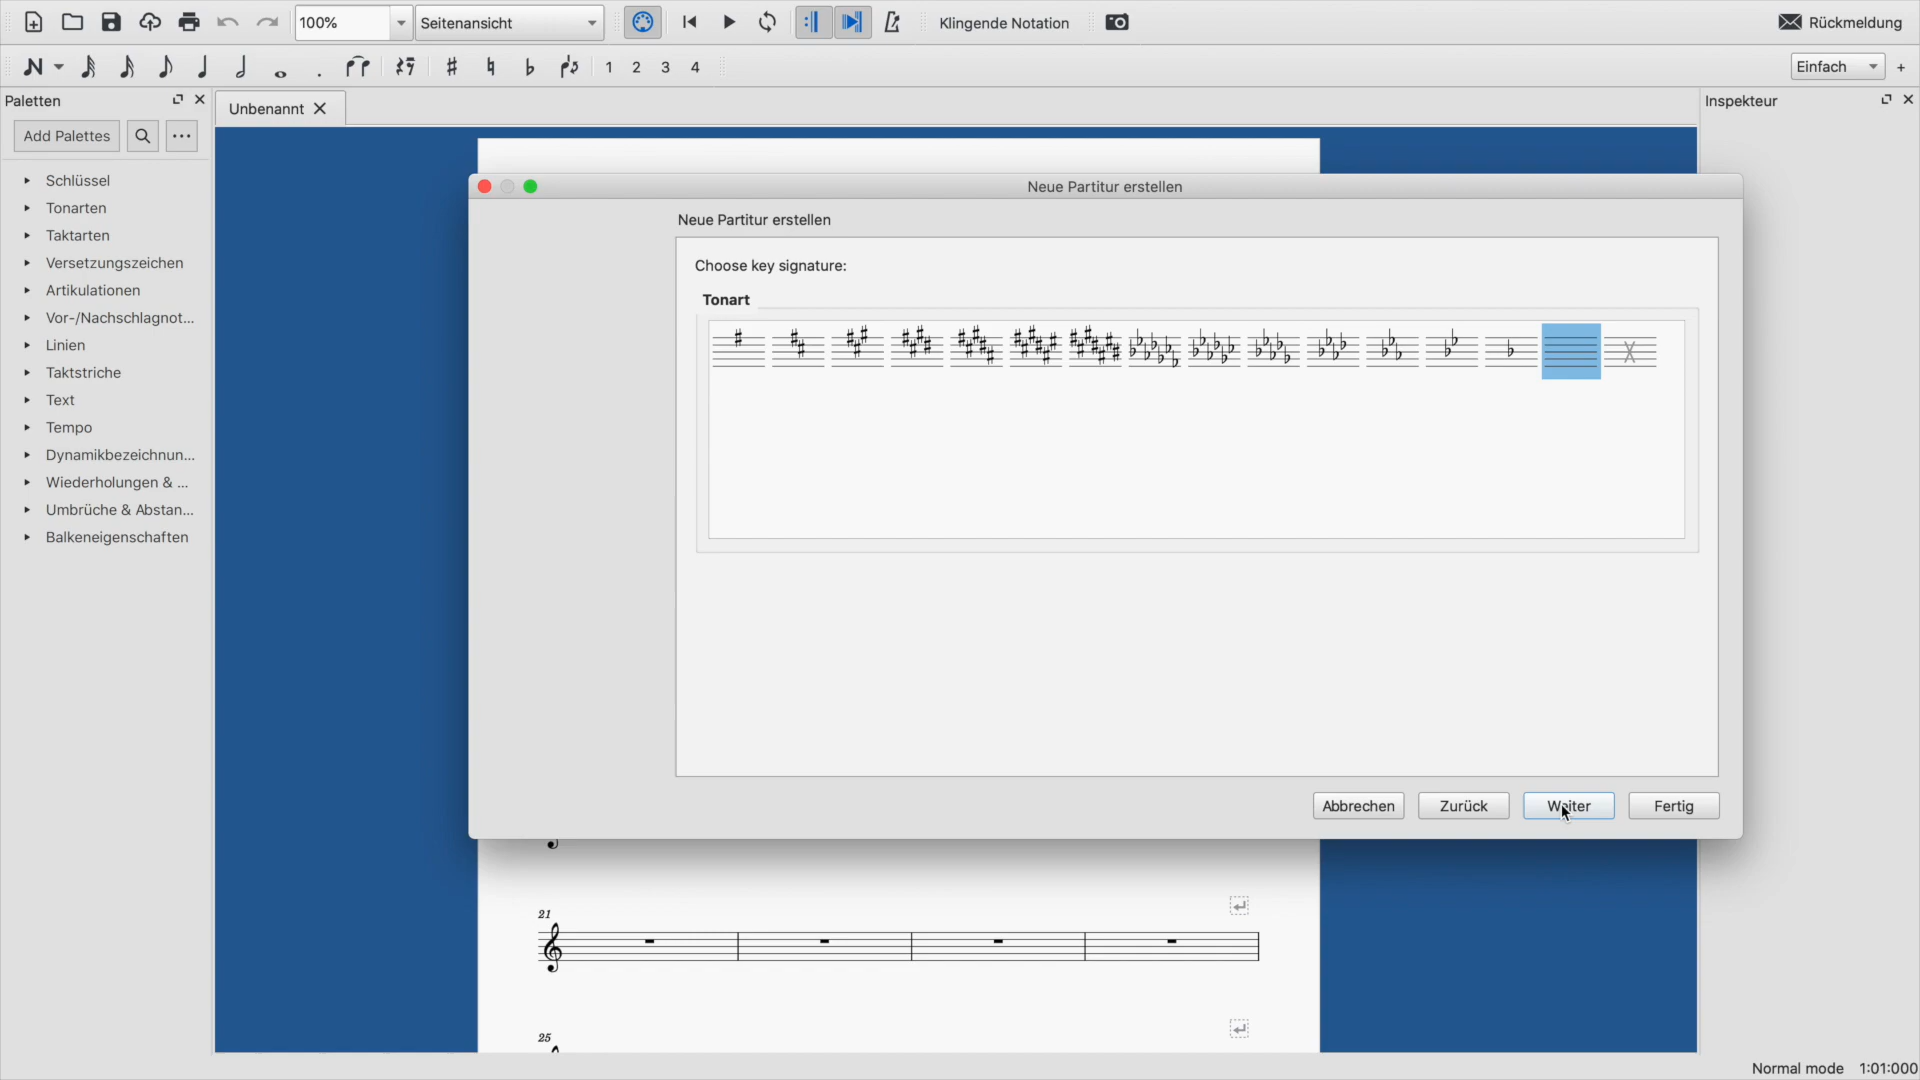 100%
Seitenansicht
Klingende Notation
Rückmeldung
1 2 3 4
Einfach
+
Paletten
Unbenannt
Inspekteur
Add Palettes
Schlüssel
Tonarten
Taktarten
Versetzungszeichen
Artikulationen
Vor-/Nachschlagnot...
Linien
Taktstriche
Text
Tempo
Dynamikbezeichnun...
Wiederholungen & ...
Umbrüche & Abstan...
Balkeneigenschaften
Neue Partitur erstellen
Neue Partitur erstellen
Choose key signature:
Tonart
X
Abbrechen
Zurück
Weiter
Fertig
21
25
Normal mode 1:01:000